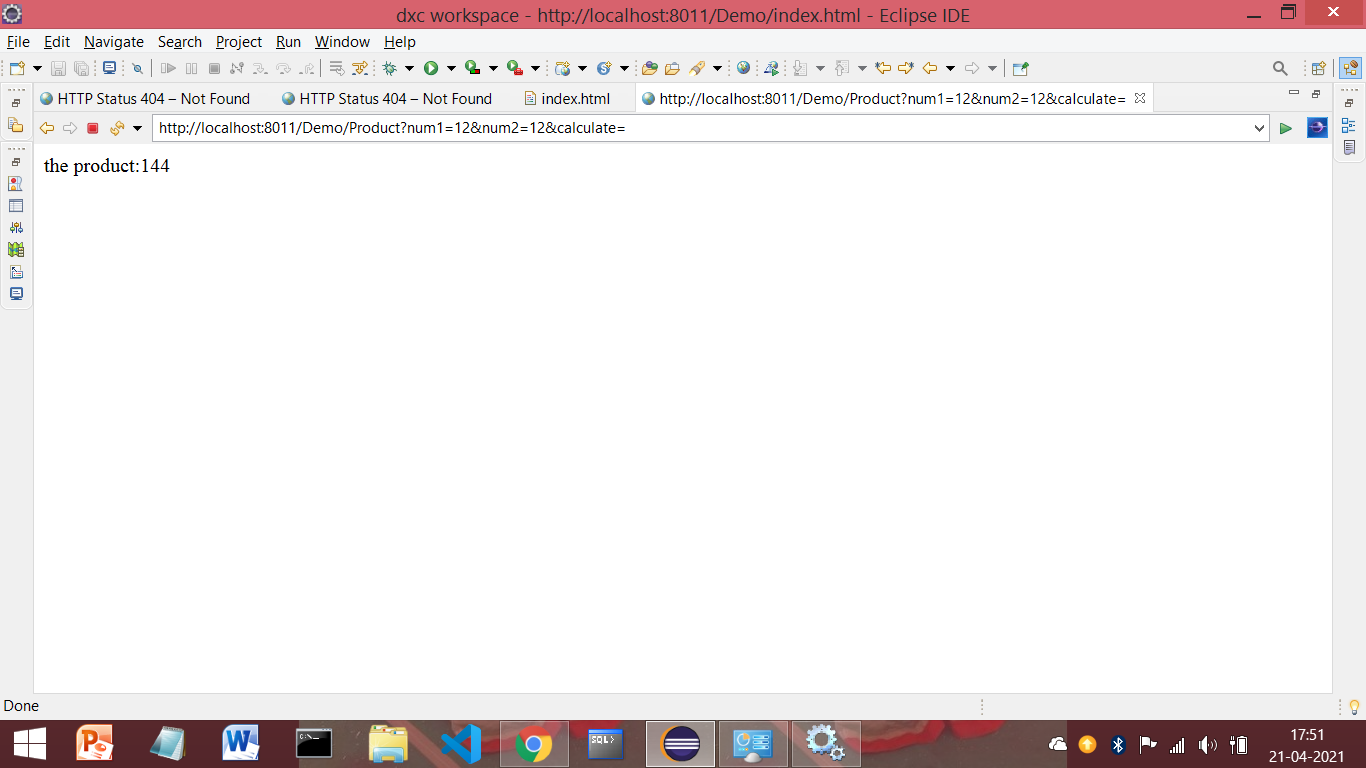 dxc workspace - http://localhost:8011/Demo/index.html - Eclipse IDE
File Edit Navigate Search Project Run Window Help
HTTP Status 404 – Not Found HTTP Status 404 – Not Found index.html http://localhost:8011/Demo/Product?num1=12&num2=12&calculate=
http://localhost:8011/Demo/Product?num1=12&num2=12&calculate=
the product:144
Done
SQL>
17:51
21-04-2021